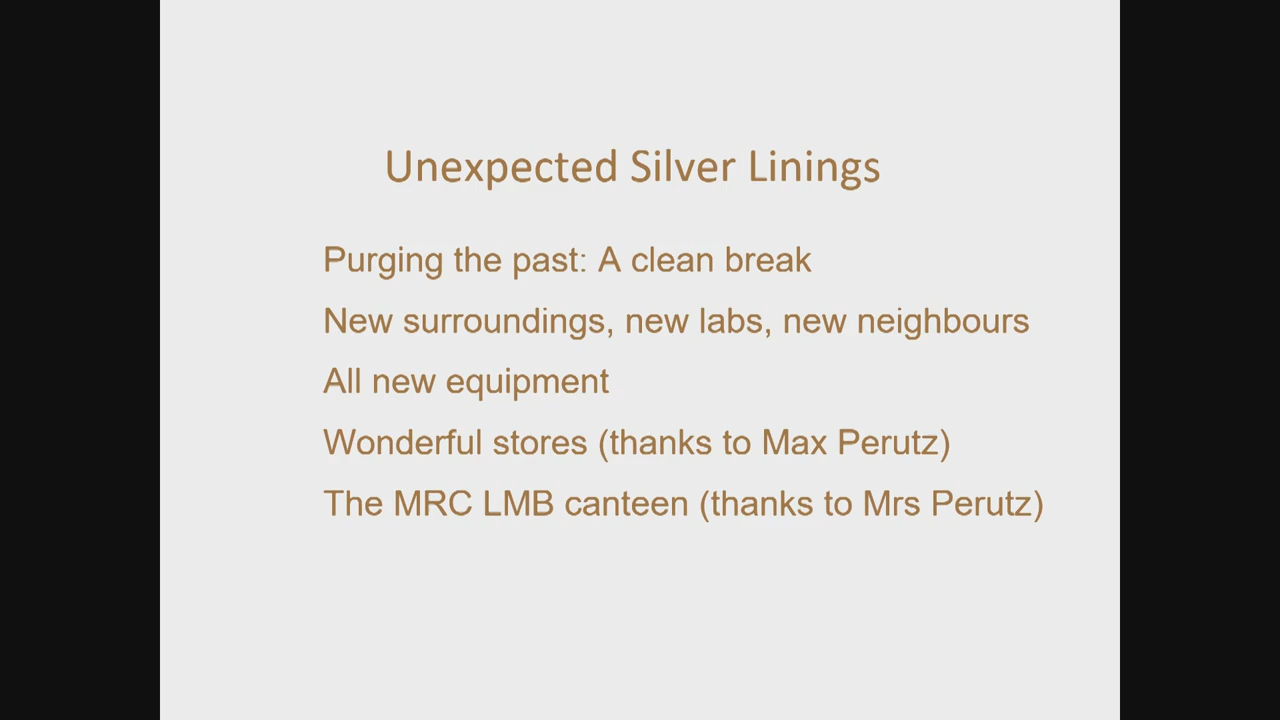 Unexpected Silver Linings
Purging the past: A clean break
New surroundings, new labs, new neighbours
All new equipment
Wonderful stores (thanks to Max Perutz)
The MRC LMB canteen (thanks to Mrs Perutz)